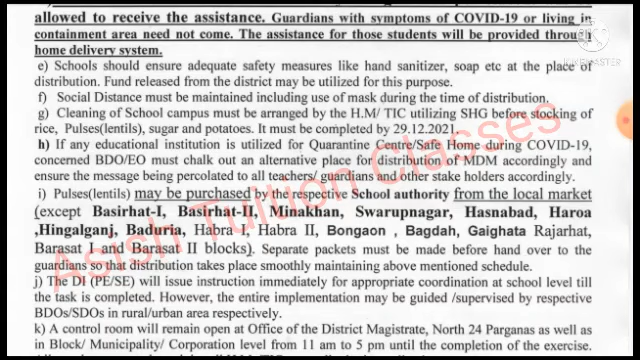 allowed to receive the assistance. Guardians with symptoms of COVID-19 or living in
containment area need not come. The assistance for those students will be provided through
home delivery system.
e) Schools should ensure adequate safety measures like hand sanitizer, soap etc at the place of
distribution. Fund released from the district may be utilized for this purpose.
f) Social Distance must be maintained including use of mask during the time of distribution.
g) Cleaning of School campus must be arranged by the H.M/ TIC utilizing SHG before stocking of
rice, Pulses(lentils), sugar and potatoes. It must be completed by 29.12.2021.
h) If any educational institution is utilized for Quarantine Centre/Safe Home during COVID-19,
concerned BDO/EO must chalk out an alternative place for distribution of MDM accordingly and
ensure the message being percolated to all teachers/ guardians and other stake holders accordingly.
i) Pulses(lentils) may be purchased by the respective School authority from the local market
(except Basirhat-I, Basirhat-II, Minakhan, Swarupnagar, Hasnabad, Haroa
,Hingalganj, Baduria, Habra I, Habra II, Bongaon , Bagdah, Gaighata Rajarhat,
Barasat I and Barasat II blocks). Separate packets must be made before hand over to the
guardians so that distribution takes place smoothly maintaining above mentioned schedule.
j) The DI (PE/SE) will issue instruction immediately for appropriate coordination at school level till
the task is completed. However, the entire implementation may be guided /supervised by respective
BDOs/SDOs in rural/urban area respectively.
k) A control room will remain open at Office of the District Magistrate, North 24 Parganas as well as
in Block/ Municipality/ Corporation level from 11 am to 5 pm until the completion of the exercise.
Asish Tuition Classes
KINEMASTER